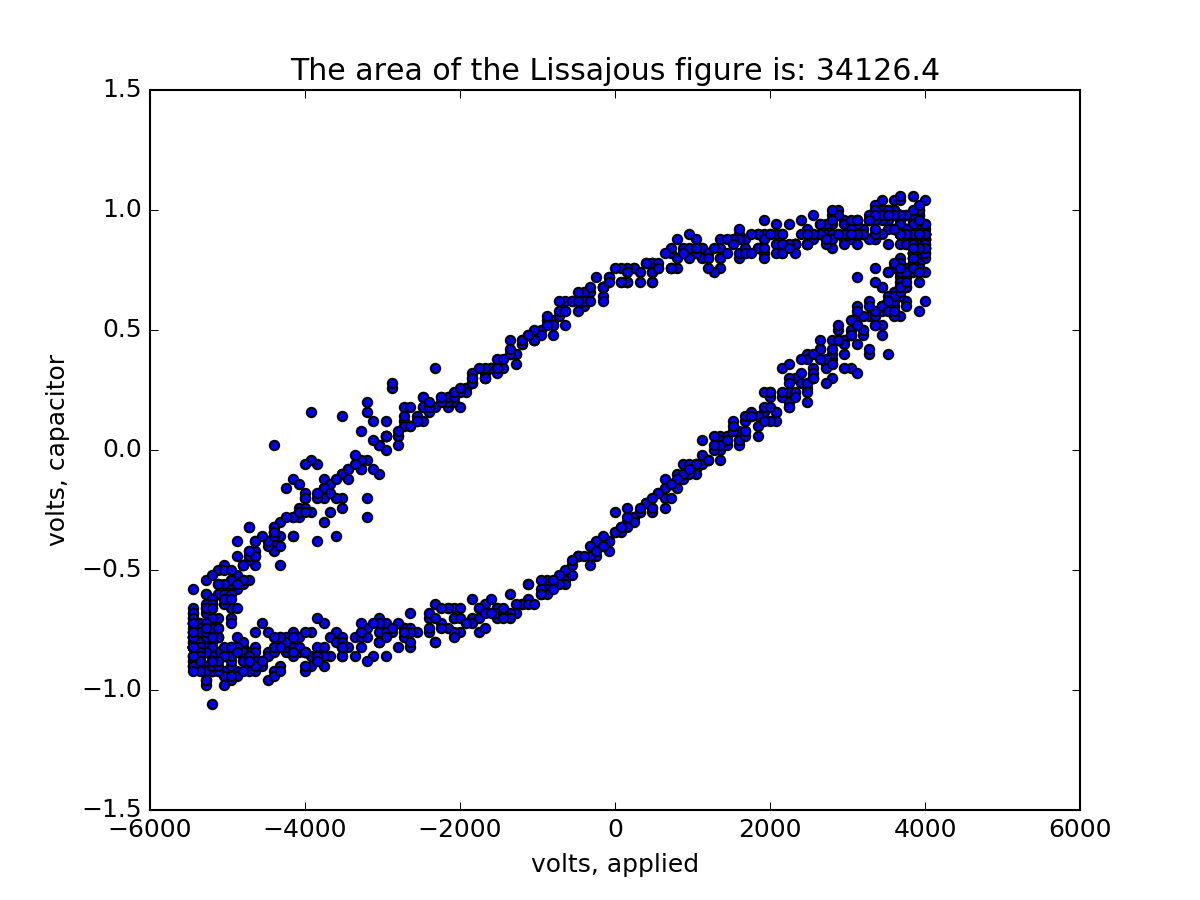 The area of the Lissajous figure is: 34126.4
1.5
1.0
0.5
0.0
−0.5
−1.0
−1.5
volts, capacitor
−6000 −4000 −2000 0 2000 4000 6000
volts, applied